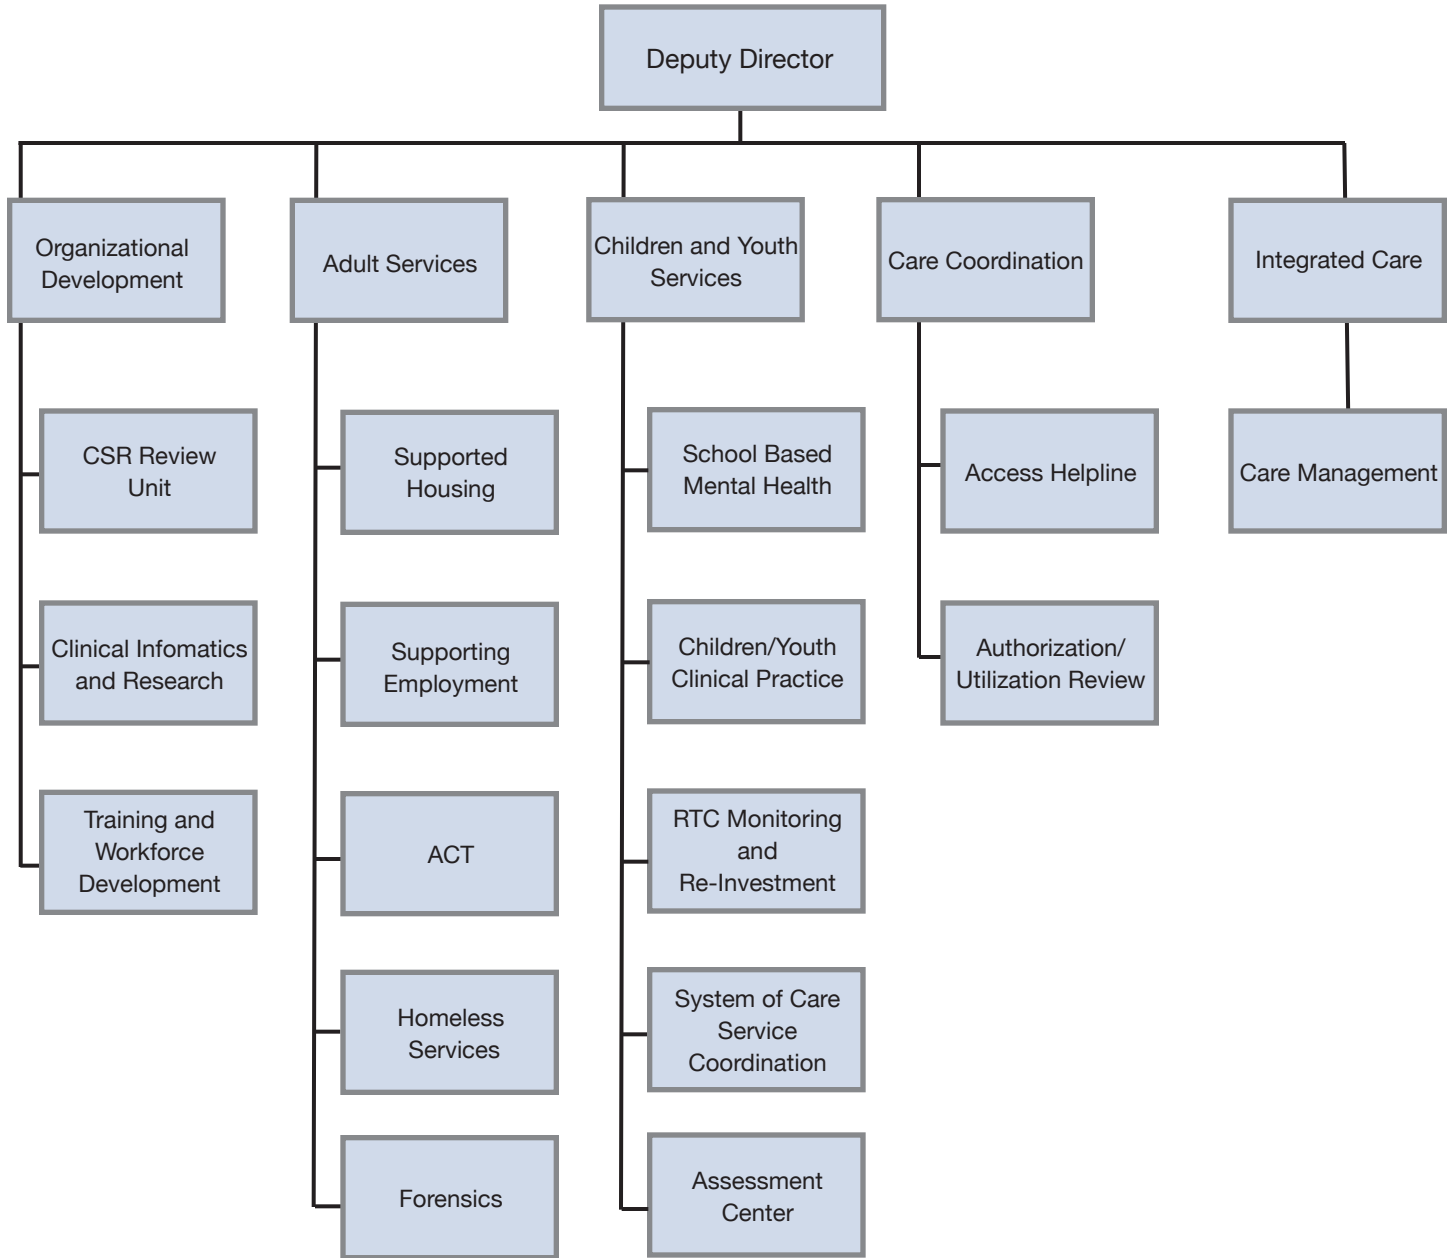 Deputy Director
Organizational
Development
Adult Services
Children and Youth
Services
Care Coordination
Integrated Care
CSR Review
Unit
Supported
Housing
School Based
Mental Health
Access Helpline
Care Management
Clinical Infomatics
and Research
Supporting
Employment
Children/Youth
Clinical Practice
Authorization/
Utilization Review
Training and
Workforce
Development
ACT
RTC Monitoring
and
Re-Investment
Homeless
Services
System of Care
Service
Coordination
Forensics
Assessment
Center